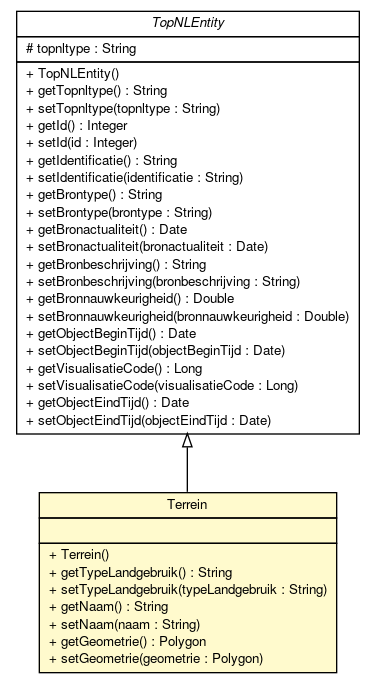 TopNLEntity
# topnltype : String
+ TopNLEntity()
+ getTopnltype() : String
+ setTopnltype(topnltype : String)
+ getId() : Integer
+ setId(id : Integer)
+ getIdentificatie() : String
+ setIdentificatie(identificatie : String)
+ getBrontype() : String
+ setBrontype(brontype : String)
+ getBronactualiteit() : Date
+ setBronactualiteit(bronactualiteit : Date)
+ getBronbeschrijving() : String
+ setBronbeschrijving(bronbeschrijving : String)
+ getBronnauwkeurigheid() : Double
+ setBronnauwkeurigheid(bronnauwkeurigheid : Double)
+ getObjectBeginTijd() : Date
+ setObjectBeginTijd(objectBeginTijd : Date)
+ getVisualisatieCode() : Long
+ setVisualisatieCode(visualisatieCode : Long)
+ getObjectEindTijd() : Date
+ setObjectEindTijd(objectEindTijd : Date)
Terrein
+ Terrein()
+ getTypeLandgebruik() : String
+ setTypeLandgebruik(typeLandgebruik : String)
+ getNaam() : String
+ setNaam(naam : String)
+ getGeometrie() : Polygon
+ setGeometrie(geometrie : Polygon)